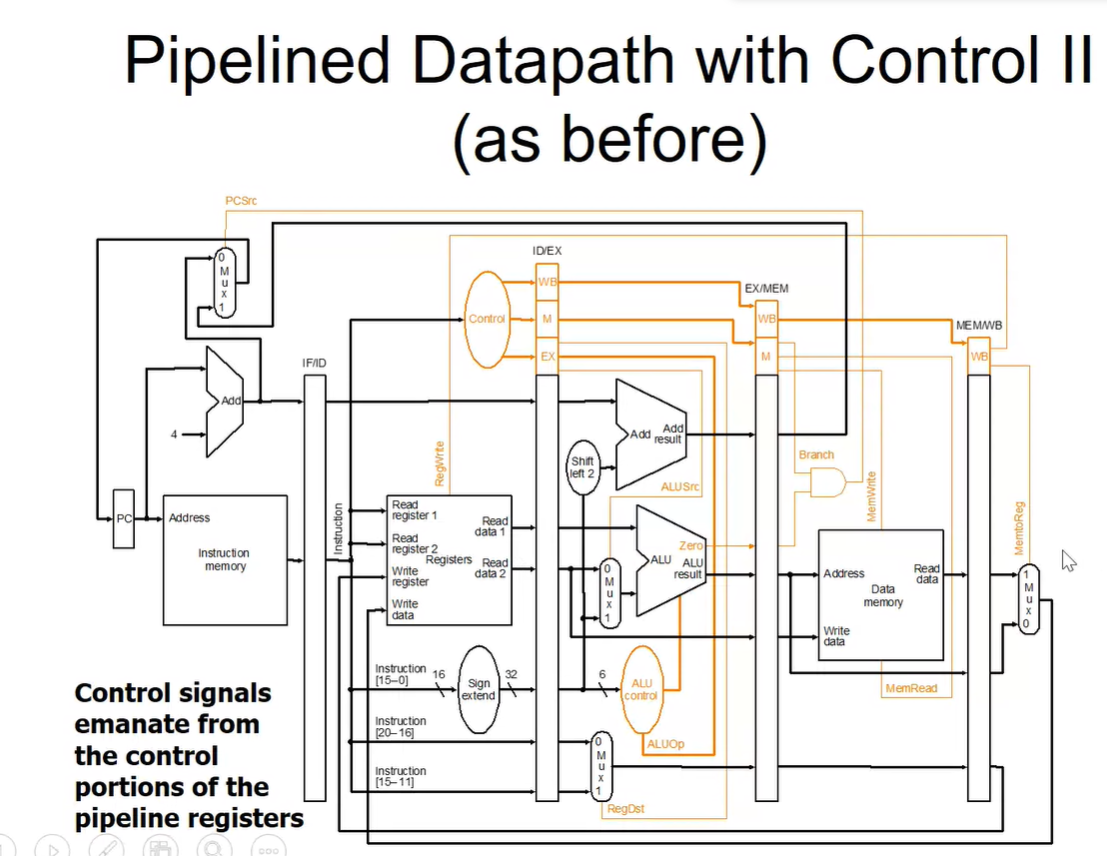 Pipelined Datapath with Control II
(as before)
PCSrc
0
M
u
x
1
ID/EX
WB
M
EX
Control
EX/MEM
WB
M
MEM/WB
WB
IF/ID
Add
4
RegWrite
Add
Add
result
Shift
left 2
ALUSrc
Branch
MemWrite
MemtoReg
PC
Address
Instruction
memory
Instruction
Read
register 1
Read
register 2
Write
register
Write
data
Registers
Read
data 1
Read
data 2
0
M
u
x
1
Zero
ALU
ALU
result
Address
Data
memory
Read
data
Write
data
1
M
u
x
0
MemRead
Instruction
[15–0]
16
Sign
extend
32
6
ALU
control
Instruction
[20–16]
ALUOp
0
M
u
x
1
Instruction
[15–11]
RegDst
Control signals
emanate from
the control
portions of the
pipeline registers